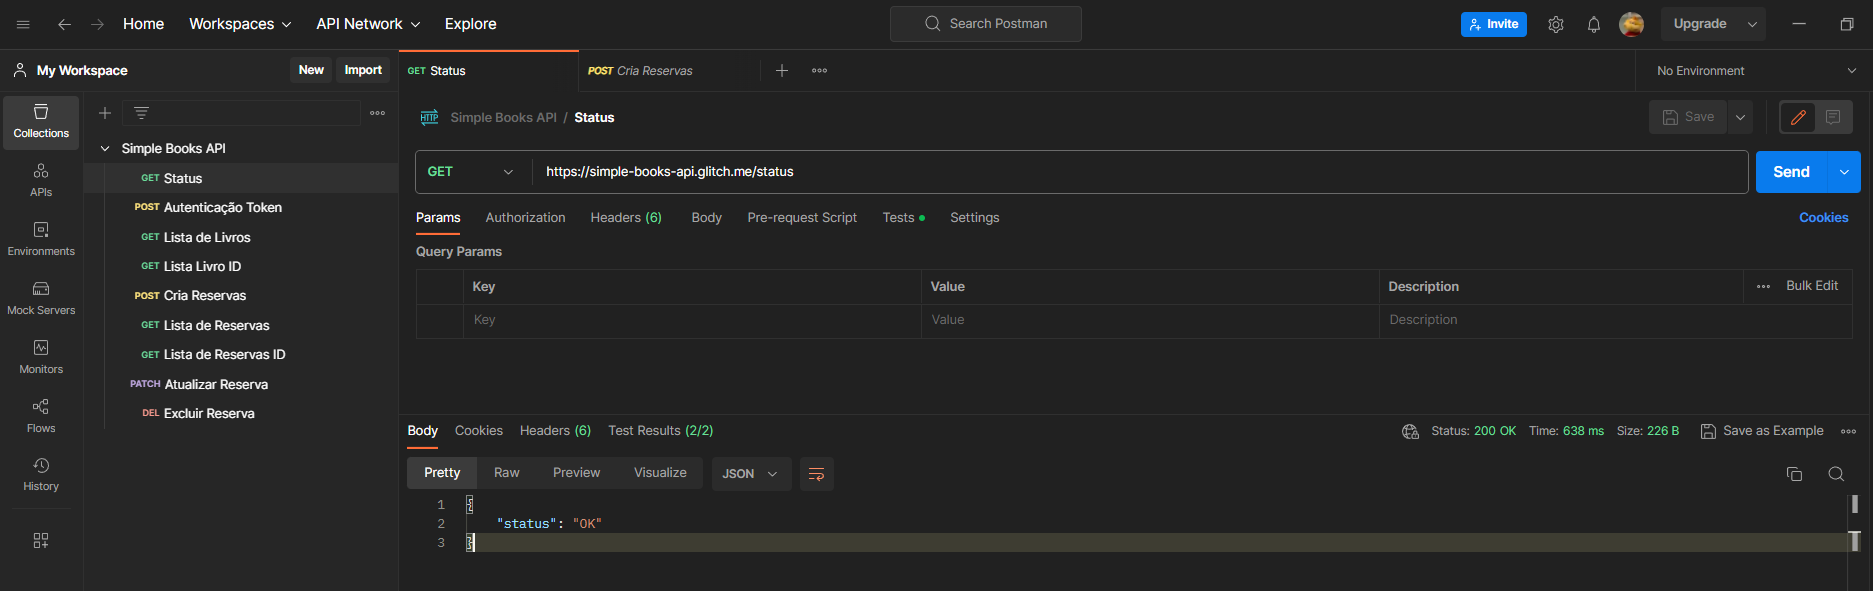 Home Workspaces API Network Explore Search Postman Invite Upgrade
My Workspace New Import GET Status POST Cria Reservas No Environment
Collections
APIs
Environments
Mock Servers
Monitors
Flows
History
Simple Books API
GET Status
POST Autenticação Token
GET Lista de Livros
GET Lista Livro ID
POST Cria Reservas
GET Lista de Reservas
GET Lista de Reservas ID
PATCH Atualizar Reserva
DEL Excluir Reserva
HTTP Simple Books API / Status Save
GET https://simple-books-api.glitch.me/status Send
Params Authorization Headers (6) Body Pre-request Script Tests Settings Cookies
Query Params
Key Value Description Bulk Edit
Key Value Description
Body Cookies Headers (6) Test Results (2/2) Status: 200 OK Time: 638 ms Size: 226 B Save as Example
Pretty Raw Preview Visualize JSON
1 {
2 "status": "OK"
3 }